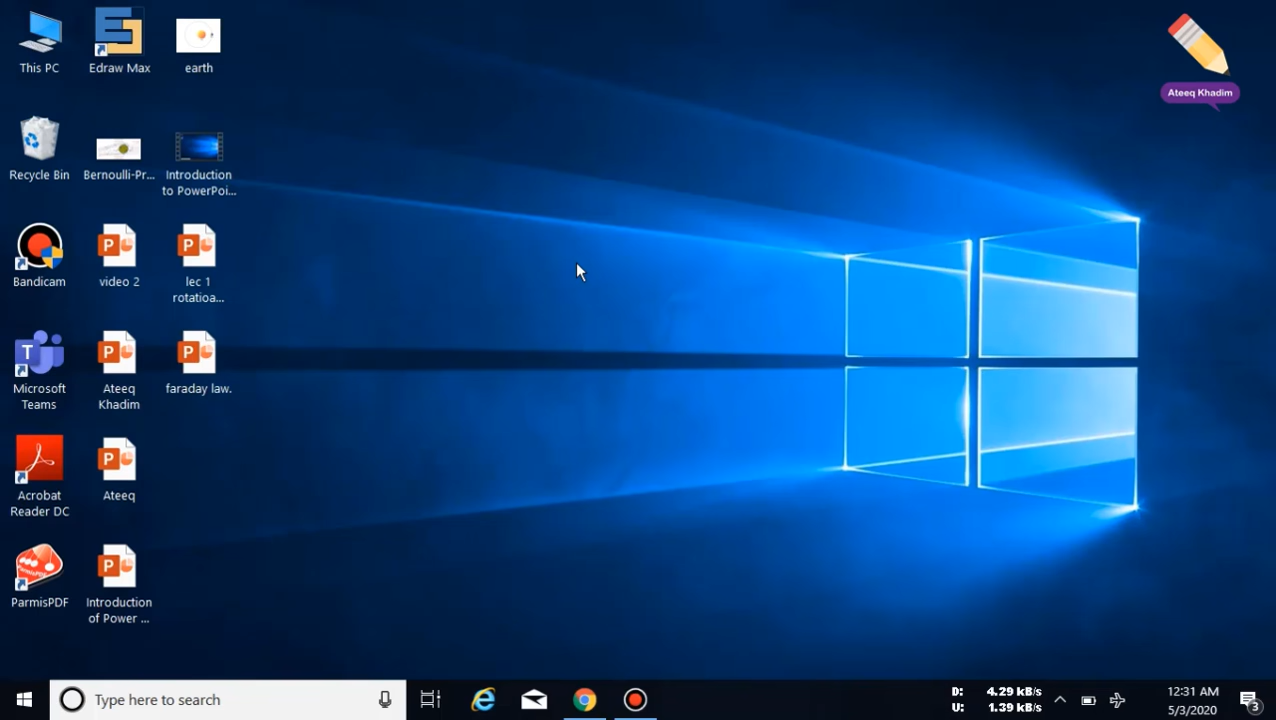 This PC
Edraw Max
earth
Ateeq Khadim
Recycle Bin
Bernoulli-Pr...
Introduction
to PowerPoi...
Bandicam
video 2
lec 1
rotatioa...
Microsoft
Teams
Ateeq
Khadim
faraday law.
Acrobat
Reader DC
Ateeq
ParmisPDF
Introduction
of Power ...
Type here to search
D: 4.29 kB/s
U: 1.39 kB/s
12:31 AM
5/3/2020
3